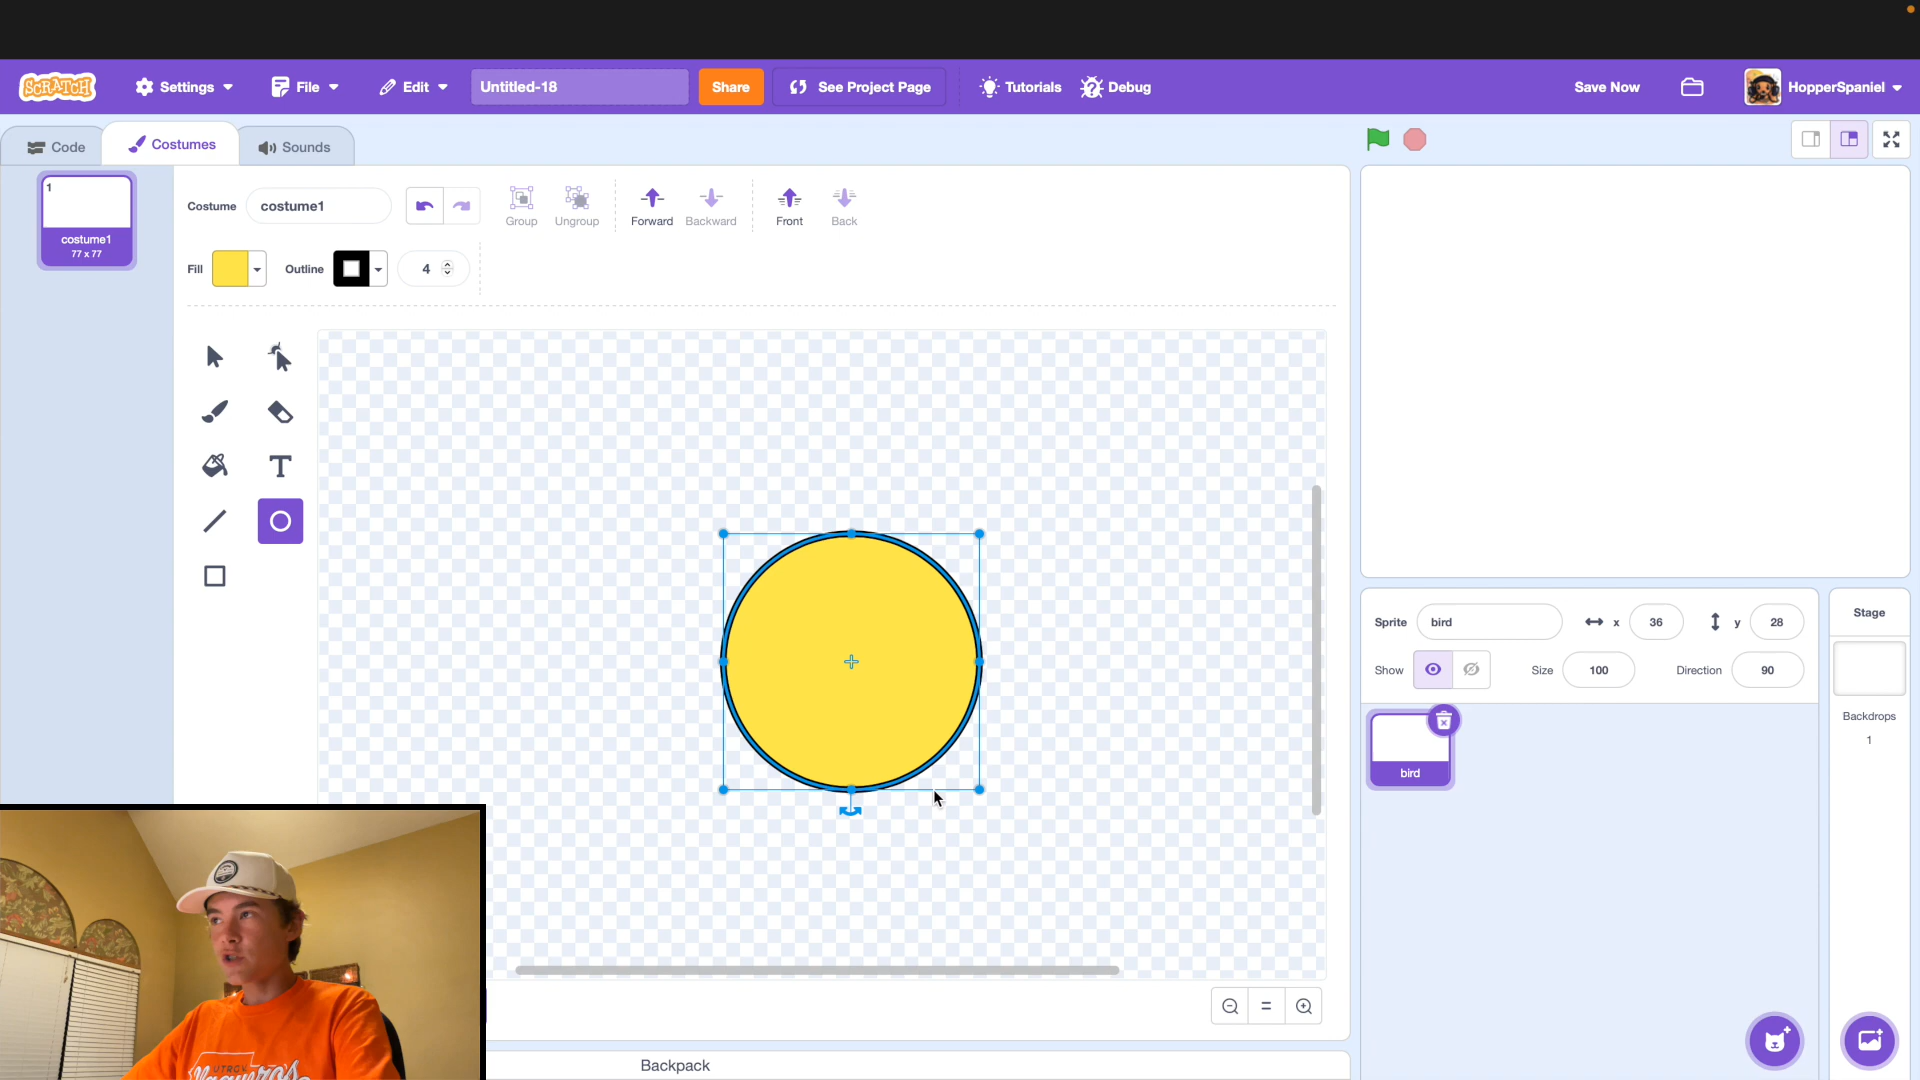 SCRATCH Settings File Edit Untitled-18 Share See Project Page Tutorials Debug Save Now HopperSpaniel
Code Costumes Sounds
1
costume1
77 x 77
Costume costume1 Group Ungroup Forward Backward Front Back
Fill Outline 4
Sprite bird x 36 y 28
Show Size 100 Direction 90
bird
Stage
Backdrops
1
Backpack